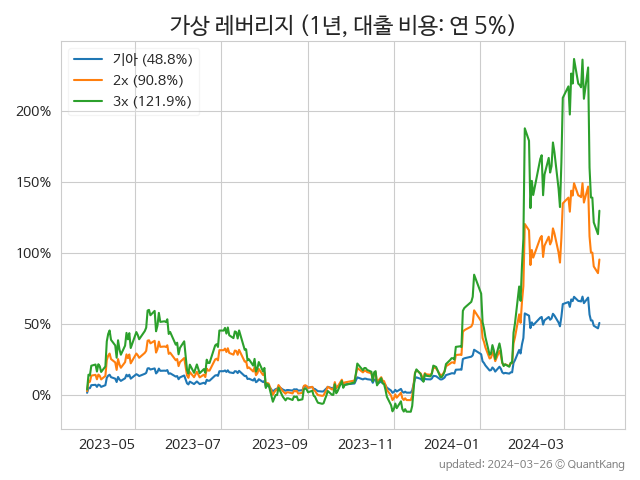 가상 레버리지 (1년, 대출 비용: 연 5%)
기아 (48.8%)
2x (90.8%)
3x (121.9%)
200%
150%
100%
50%
0%
2023-05 2023-07 2023-09 2023-11 2024-01 2024-03
updated: 2024-03-26 © QuantKang